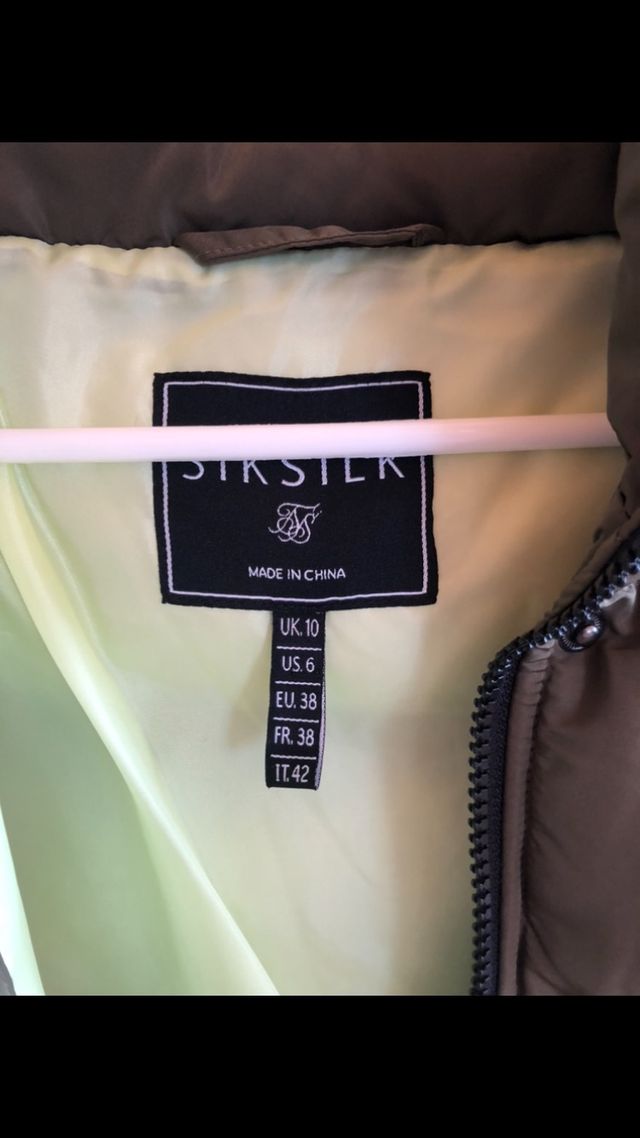 SIKSILK
MADE IN CHINA
UK. 10
US. 6
EU. 38
FR. 38
IT. 42